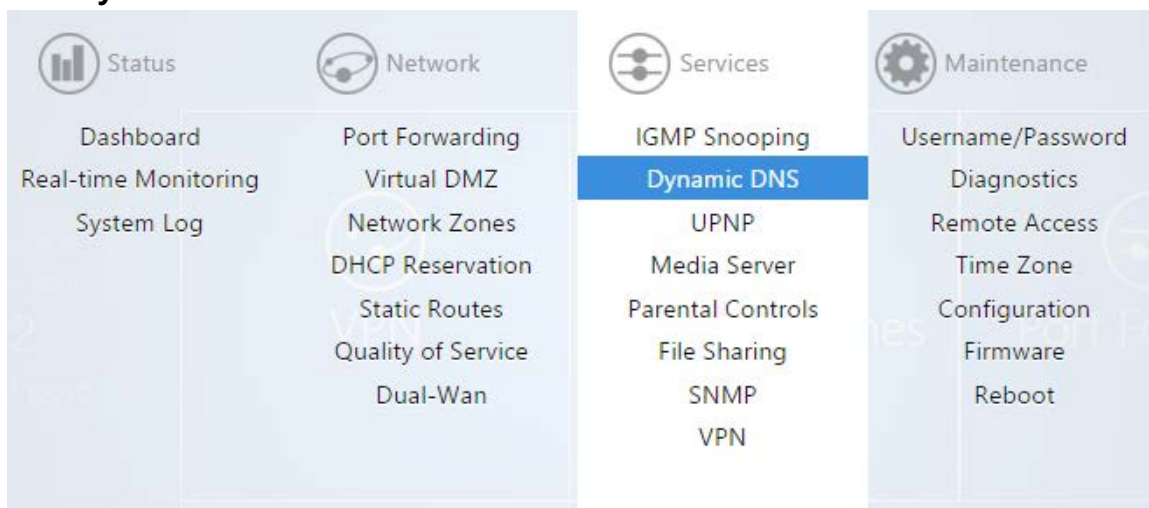 Status
Network
Services
Maintenance
Dashboard
Real-time Monitoring
System Log
Port Forwarding
Virtual DMZ
Network Zones
DHCP Reservation
Static Routes
Quality of Service
Dual-Wan
IGMP Snooping
Dynamic DNS
UPNP
Media Server
Parental Controls
File Sharing
SNMP
VPN
Username/Password
Diagnostics
Remote Access
Time Zone
Configuration
Firmware
Reboot
VPN